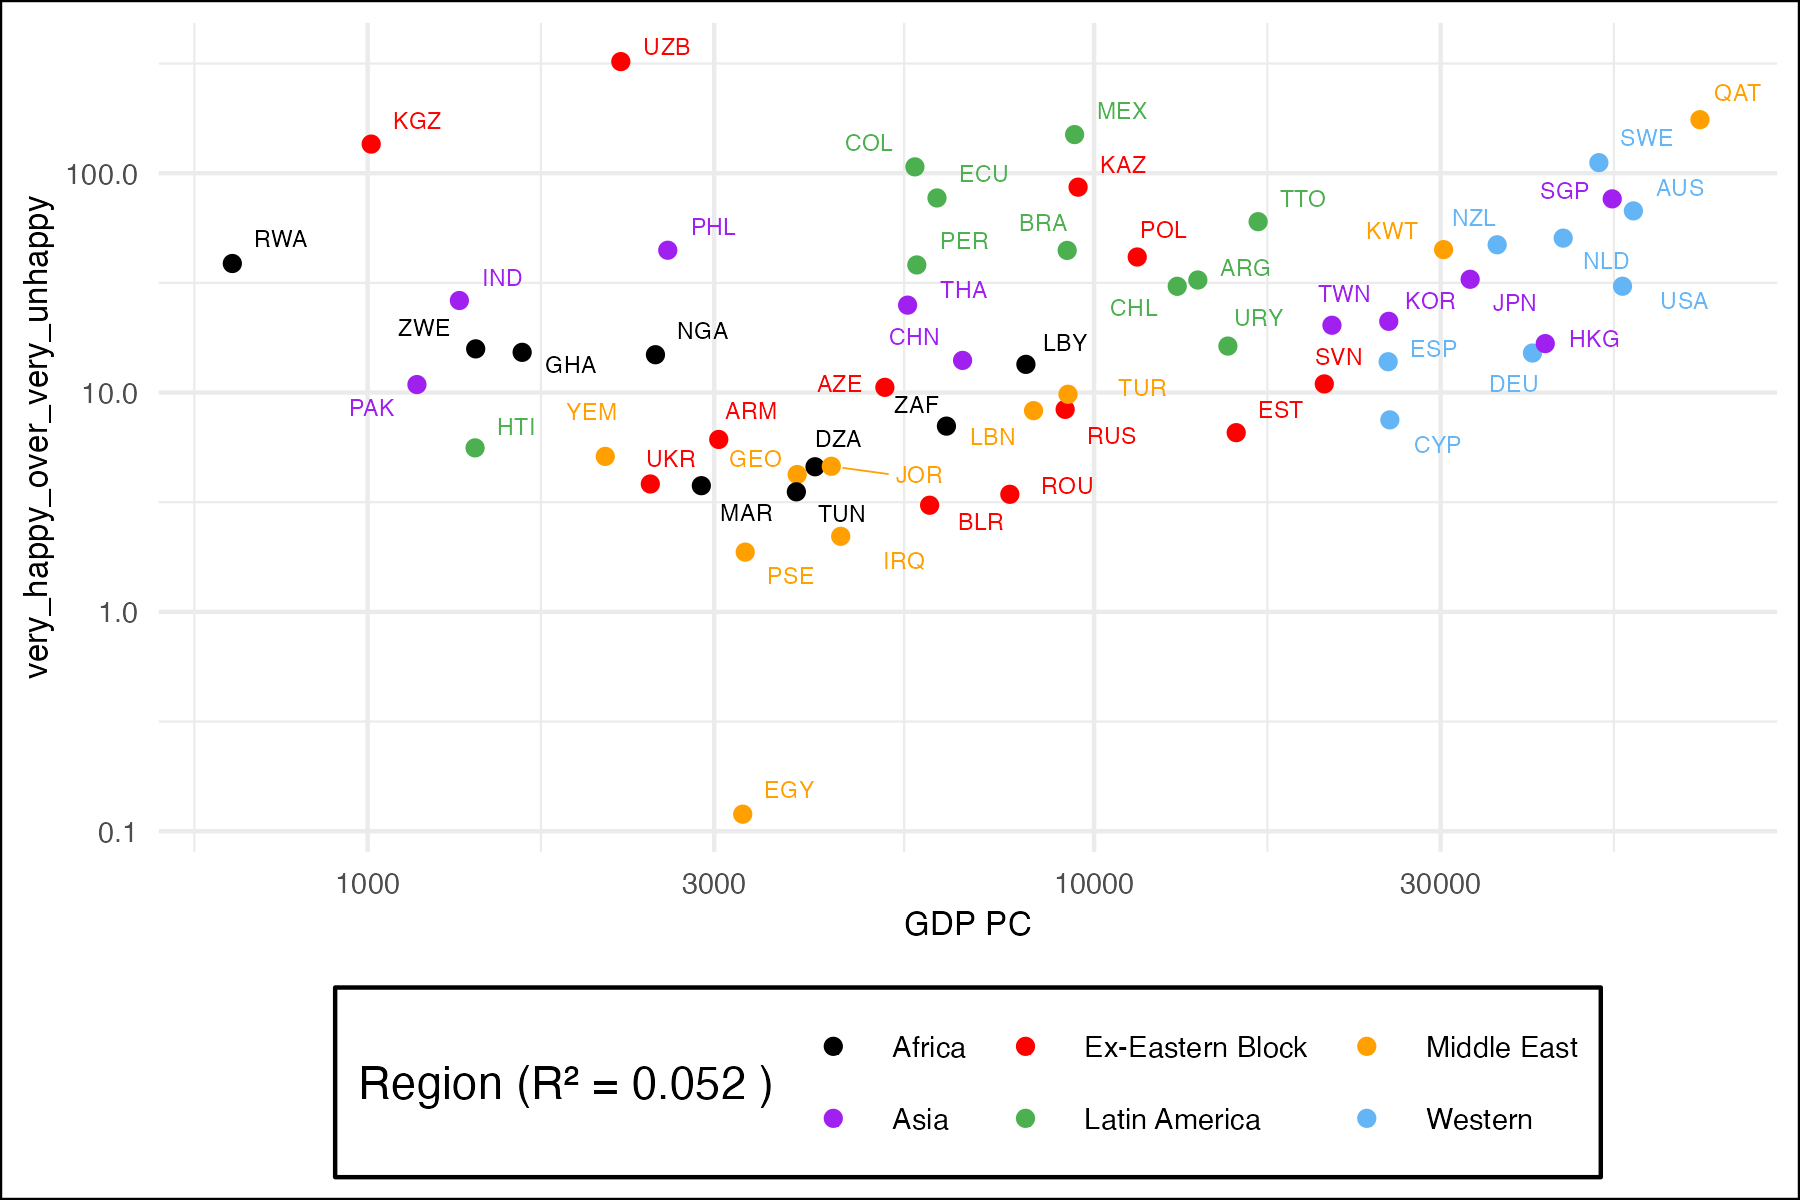 UZB
QAT
MEX
KGZ
SWE
COL
KAZ
ECU
100.0
AUS
SGP
TTO
NZL
PHL
BRA
POL
KWT
RWA
PER
NLD
ARG
IND
THA
TWN
KOR
USA
JPN
CHL
URY
ZWE
NGA
CHN
LBY
HKG
ESP
SVN
GHA
10.0
AZE
TUR
DEU
PAK
ZAF
YEM
ARM
EST
HTI
LBN
RUS
DZA
CYP
UKR
GEO
JOR
ROU
MAR
TUN
BLR
IRQ
PSE
1.0
EGY
0.1
very_happy_over_very_unhappy
1000 3000 10000 30000
GDP PC
Region (R² = 0.052 )
Africa Ex-Eastern Block Middle East
Asia Latin America Western